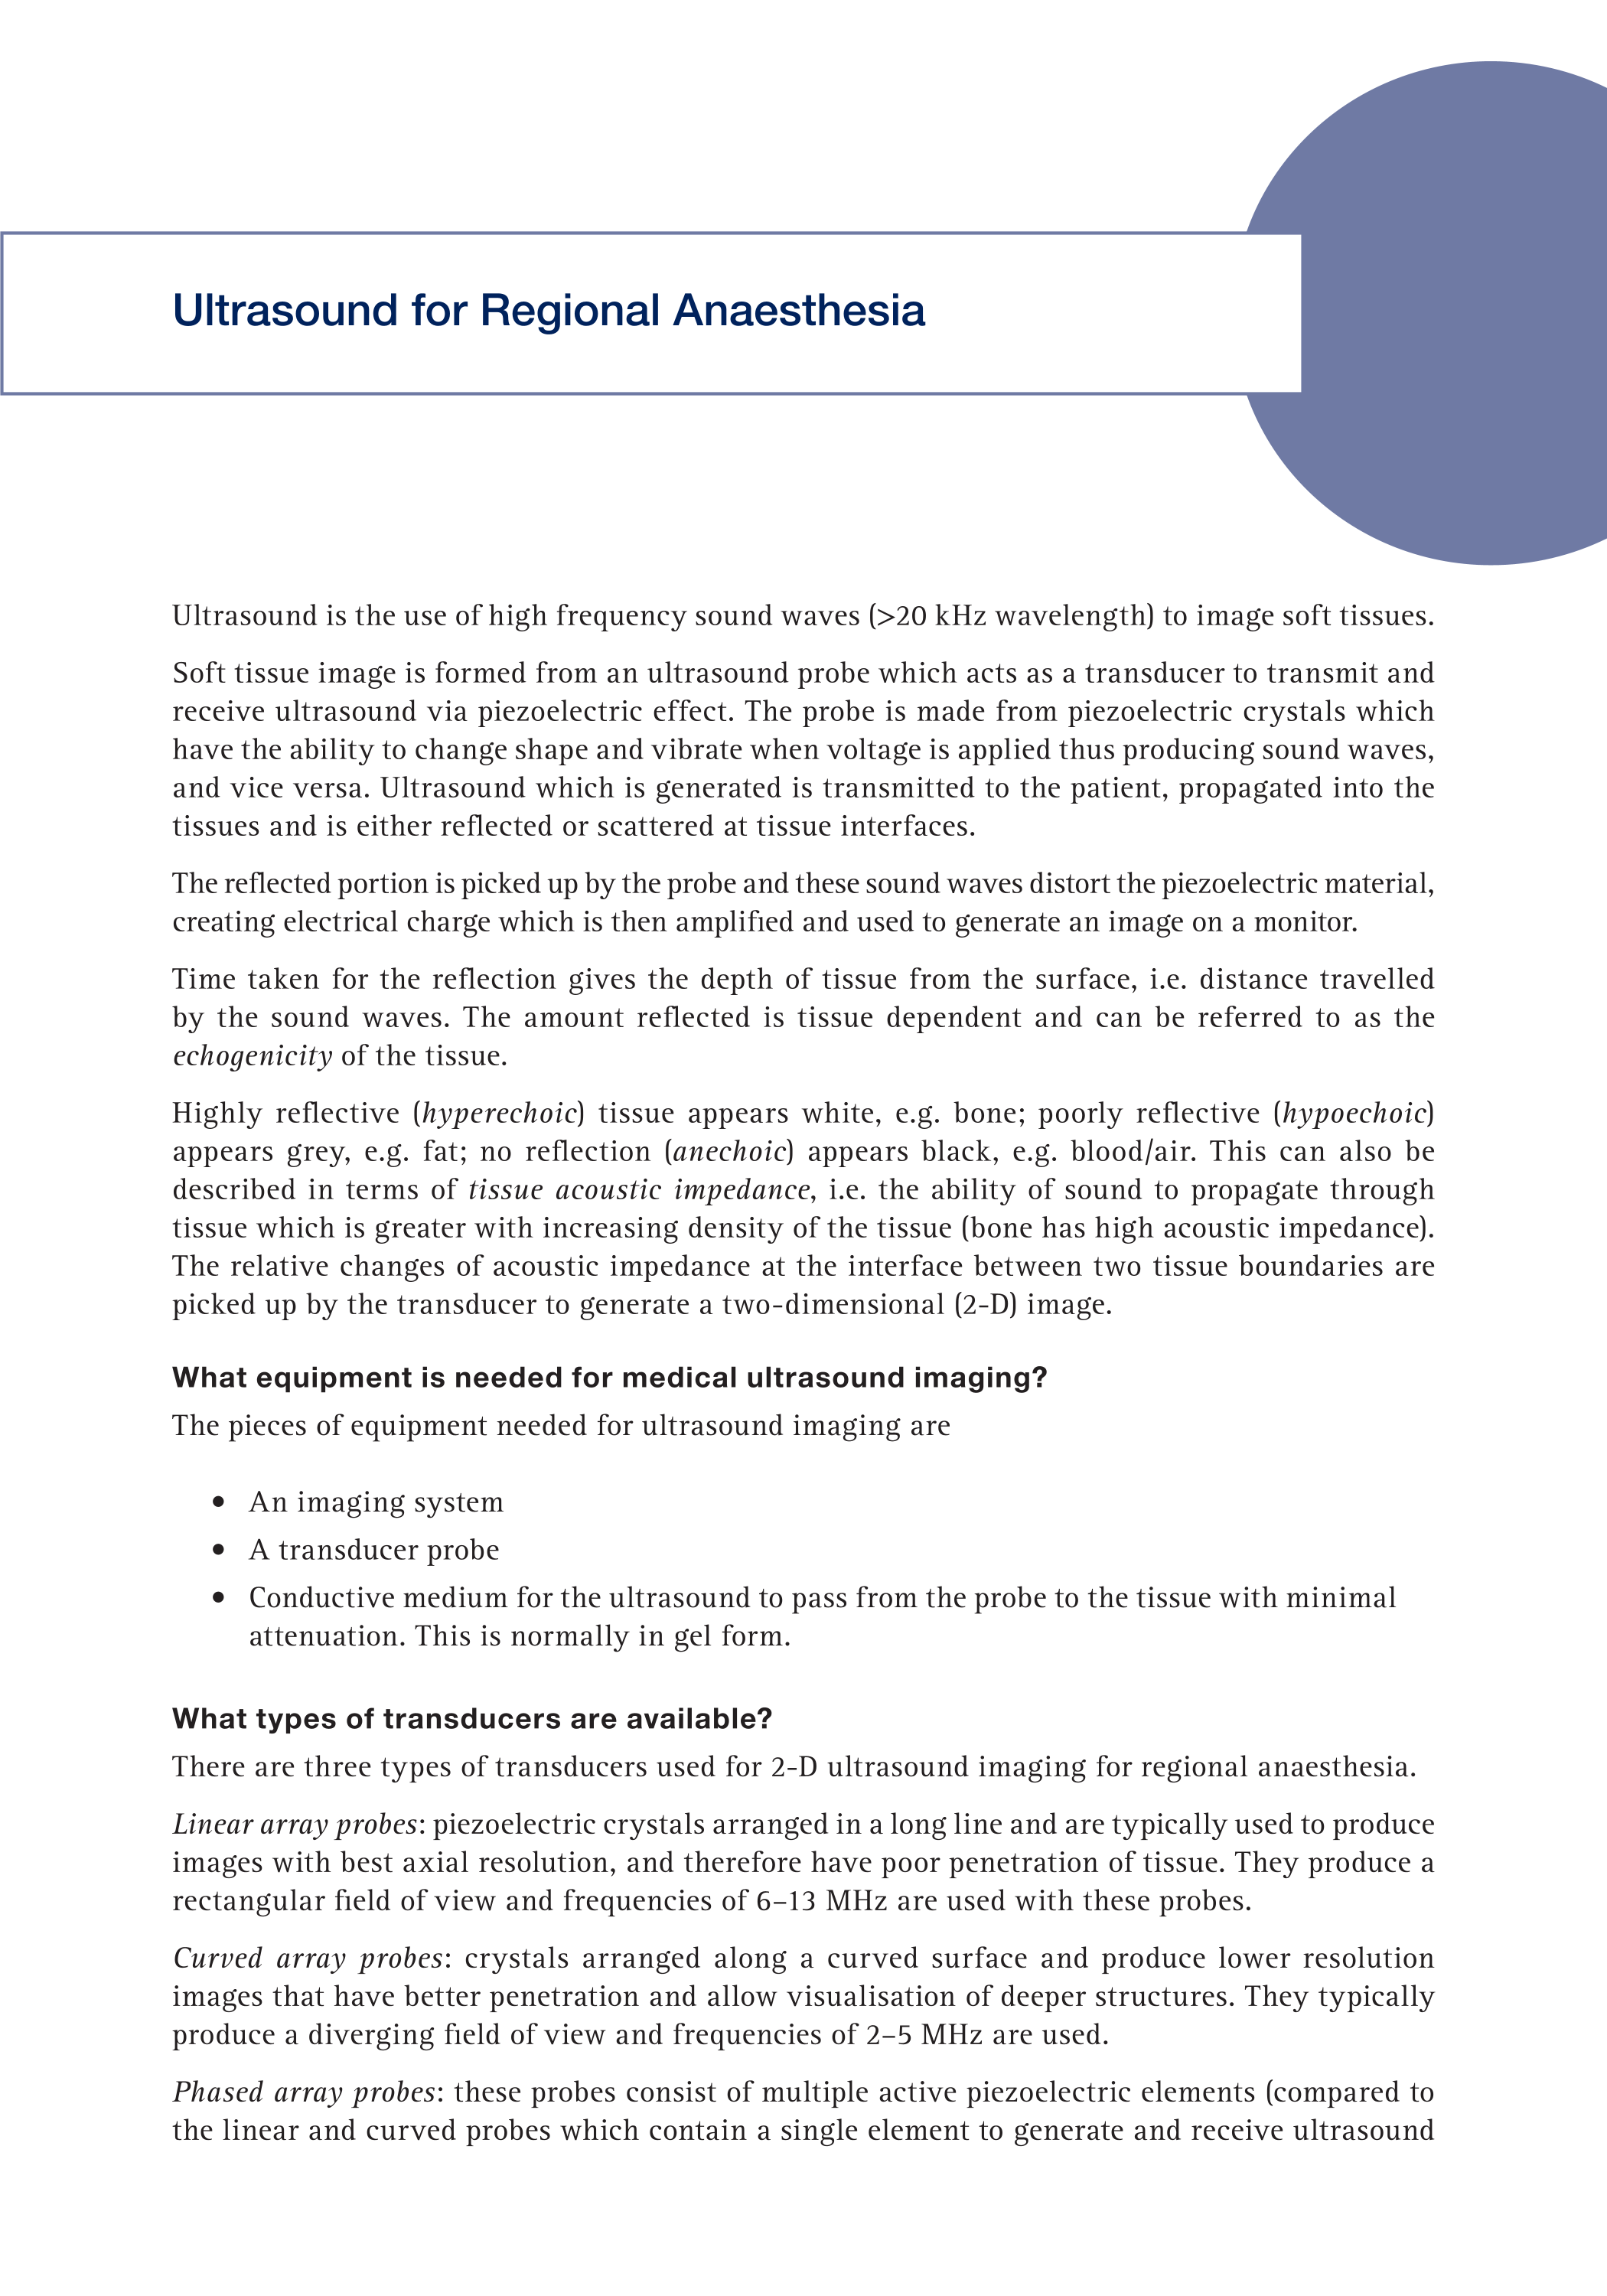 Ultrasound for Regional Anaesthesia
Ultrasound is the use of high frequency sound waves (>20 kHz wavelength) to image soft tissues.
Soft tissue image is formed from an ultrasound probe which acts as a transducer to transmit and
receive ultrasound via piezoelectric effect. The probe is made from piezoelectric crystals which
have the ability to change shape and vibrate when voltage is applied thus producing sound waves,
and vice versa. Ultrasound which is generated is transmitted to the patient, propagated into the
tissues and is either reflected or scattered at tissue interfaces.
The reflected portion is picked up by the probe and these sound waves distort the piezoelectric material,
creating electrical charge which is then amplified and used to generate an image on a monitor.
Time taken for the reflection gives the depth of tissue from the surface, i.e. distance travelled
by the sound waves. The amount reflected is tissue dependent and can be referred to as the
echogenicity of the tissue.
Highly reflective (hyperechoic) tissue appears white, e.g. bone; poorly reflective (hypoechoic)
appears grey, e.g. fat; no reflection (anechoic) appears black, e.g. blood/air. This can also be
described in terms of tissue acoustic impedance, i.e. the ability of sound to propagate through
tissue which is greater with increasing density of the tissue (bone has high acoustic impedance).
The relative changes of acoustic impedance at the interface between two tissue boundaries are
picked up by the transducer to generate a two-dimensional (2-D) image.
What equipment is needed for medical ultrasound imaging?
The pieces of equipment needed for ultrasound imaging are
• An imaging system
• A transducer probe
• Conductive medium for the ultrasound to pass from the probe to the tissue with minimal
attenuation. This is normally in gel form.
What types of transducers are available?
There are three types of transducers used for 2-D ultrasound imaging for regional anaesthesia.
Linear array probes: piezoelectric crystals arranged in a long line and are typically used to produce
images with best axial resolution, and therefore have poor penetration of tissue. They produce a
rectangular field of view and frequencies of 6–13 MHz are used with these probes.
Curved array probes: crystals arranged along a curved surface and produce lower resolution
images that have better penetration and allow visualisation of deeper structures. They typically
produce a diverging field of view and frequencies of 2–5 MHz are used.
Phased array probes: these probes consist of multiple active piezoelectric elements (compared to
the linear and curved probes which contain a single element to generate and receive ultrasound